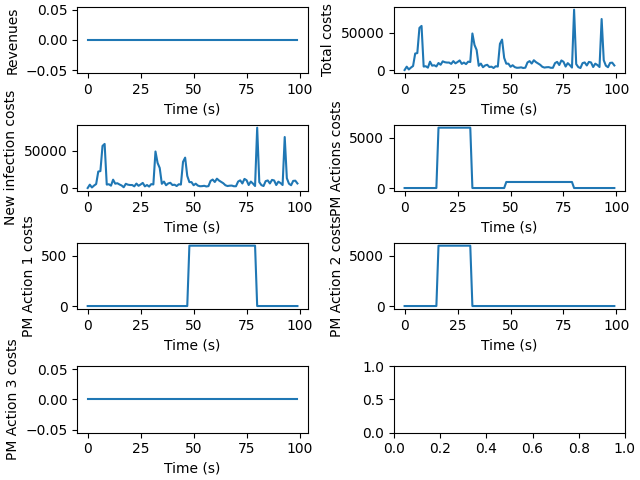 Revenues
0.05
0.00
−0.05
0 25 50 75 100
Time (s)
Total costs
50000
0
0 25 50 75 100
Time (s)
New infection costs
50000
0
0 25 50 75 100
Time (s)
PM Actions costs
5000
0
0 25 50 75 100
Time (s)
PM Action 1 costs
500
0
0 25 50 75 100
Time (s)
PM Action 2 costs
5000
0
0 25 50 75 100
Time (s)
PM Action 3 costs
0.05
0.00
−0.05
0 25 50 75 100
Time (s)
1.0
0.5
0.0
0.0 0.2 0.4 0.6 0.8 1.0